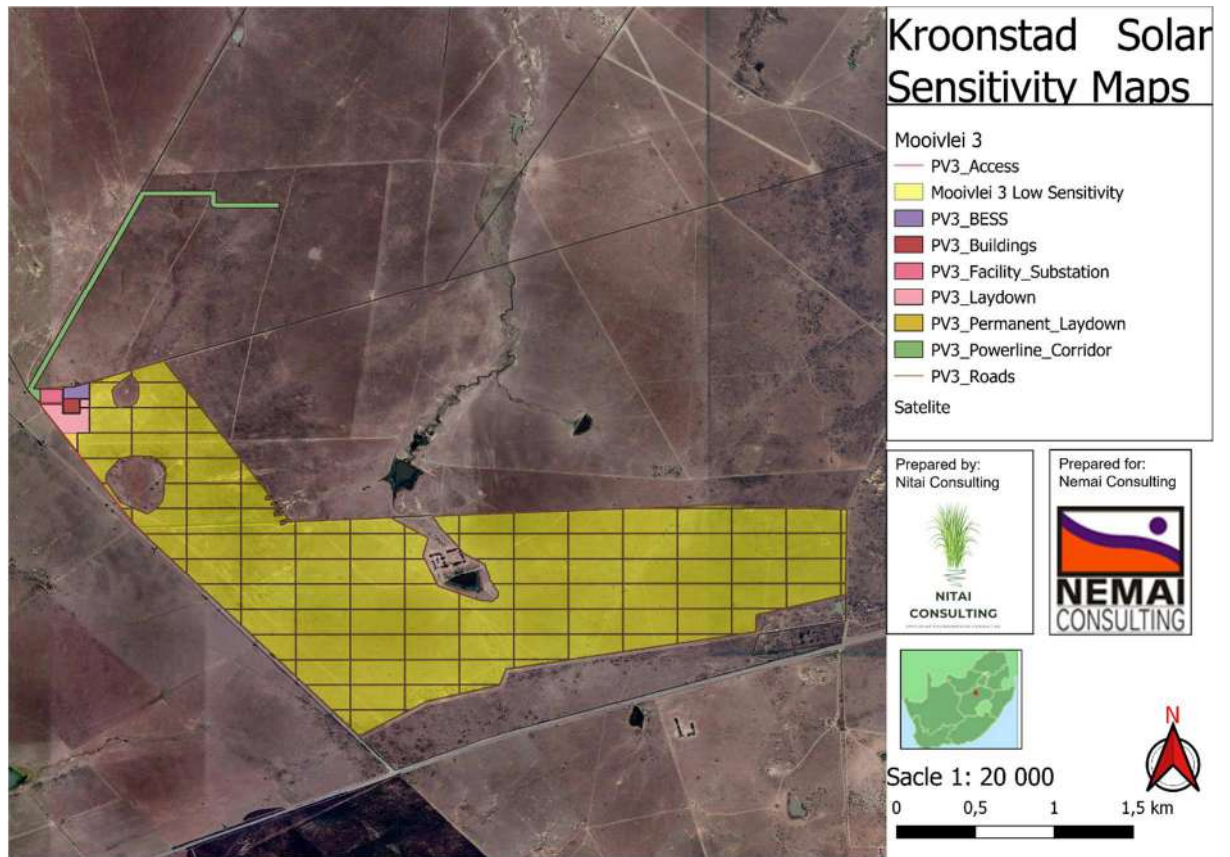 Kroonstad Solar
Sensitivity Maps
Mooivlei 3
PV3_Access
Mooivlei 3 Low Sensitivity
PV3_BESS
PV3_Buildings
PV3_Facility_Substation
PV3_Laydown
PV3_Permanent_Laydown
PV3_Powerline_Corridor
PV3_Roads
Satelite
Prepared by:
Nitai Consulting
NITAI
CONSULTING
Prepared for:
Nemai Consulting
NEMAI
CONSULTING
N
Sacle 1: 20 000
0 0,5 1 1,5 km